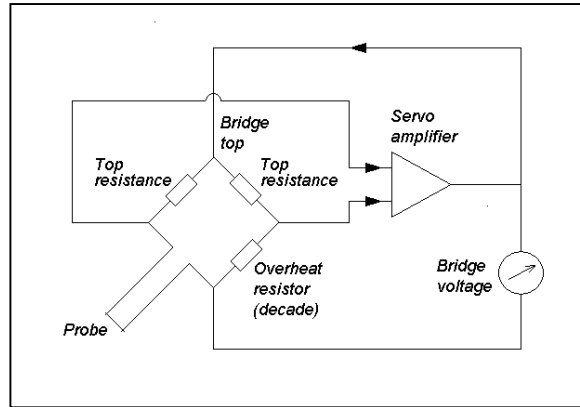 Servo
amplifier
Bridge
top
Top
resistance
Top
resistance
Overheat
resistor
(decade)
Bridge
voltage
Probe